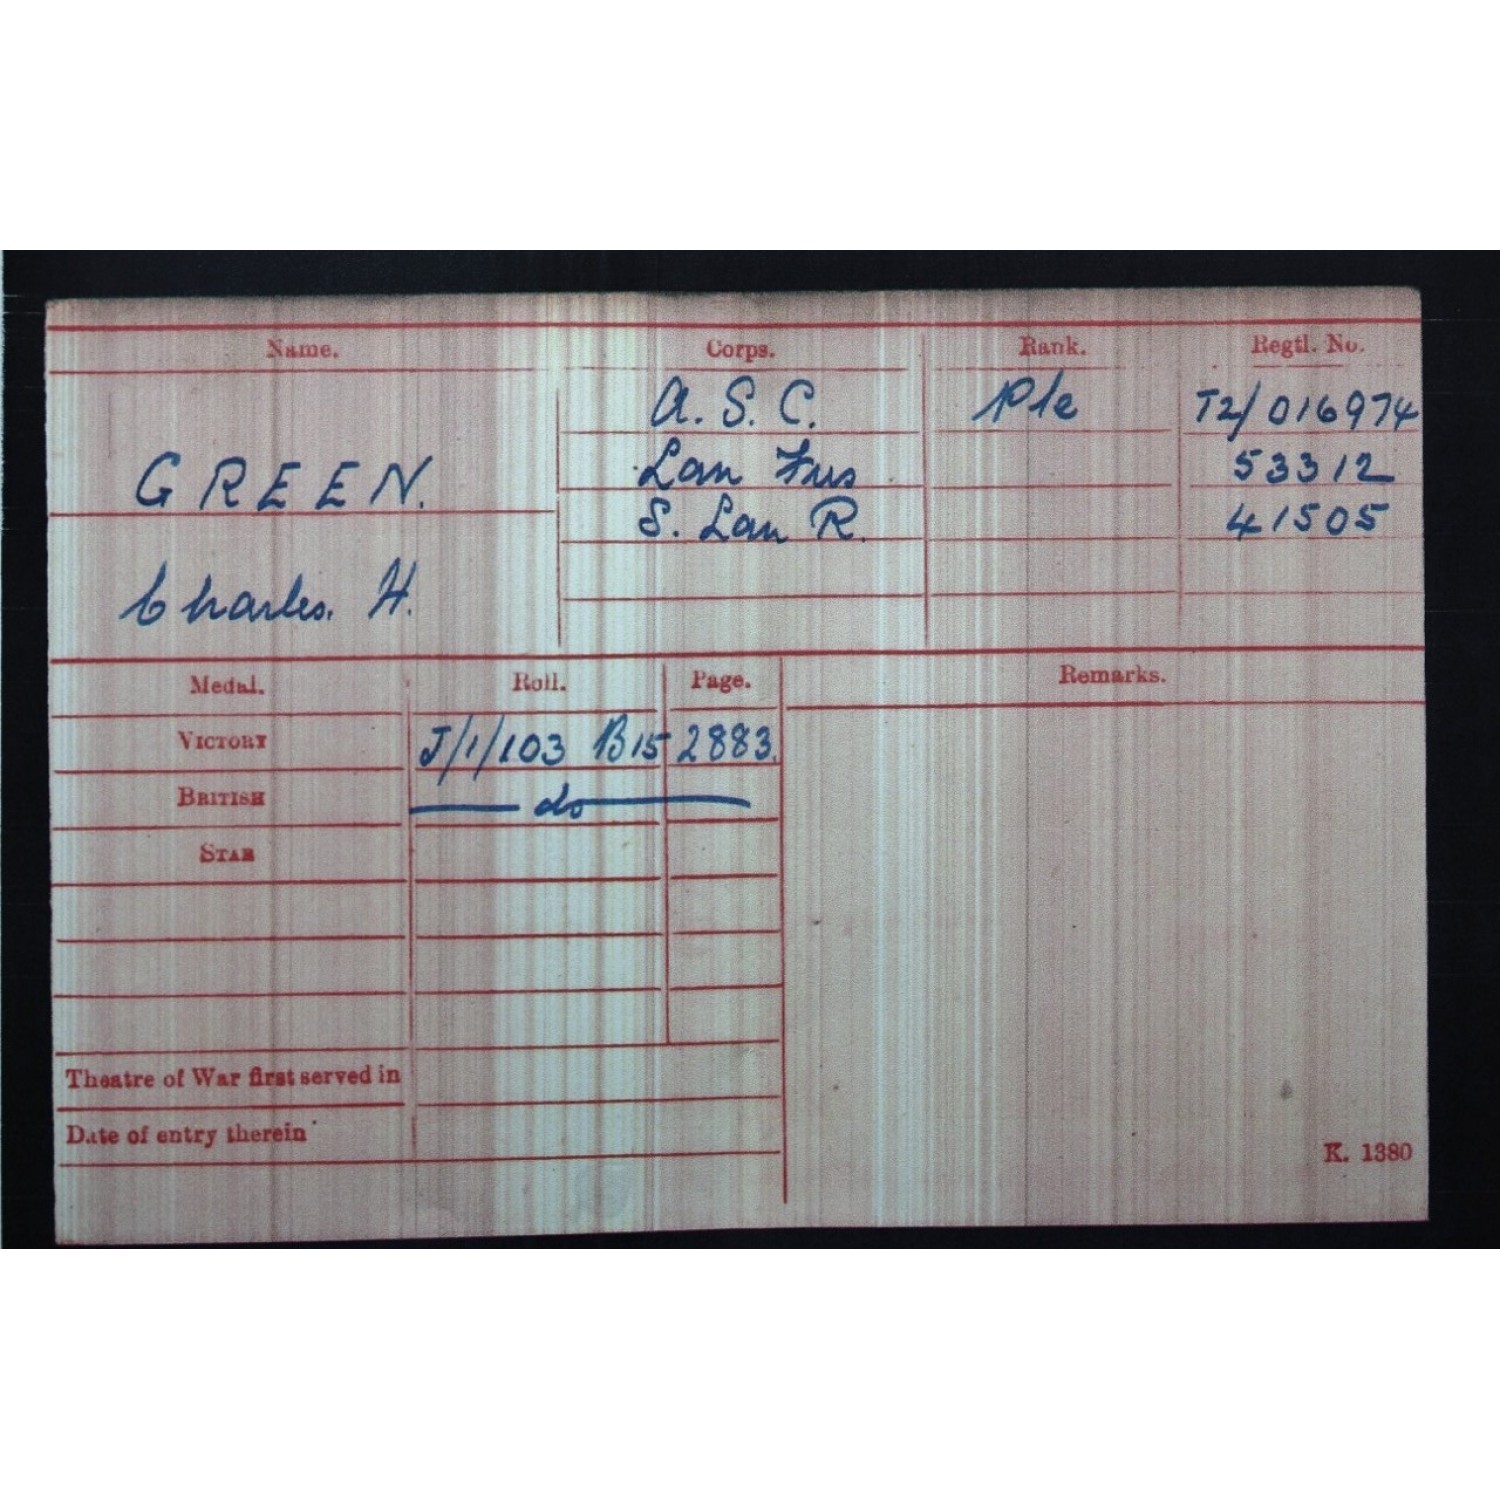 Name. Corps. Rank. Regtl. No.
A. S. C. Pte T2/016974
GREEN. Lan Fus 53312
S. Lan R. 41505
Charles. H.
Medal. Roll. Page. Remarks.
VICTORY J/1/103 B15 2883.
BRITISH do
STAR
Theatre of War first served in
Date of entry therein
K. 1380